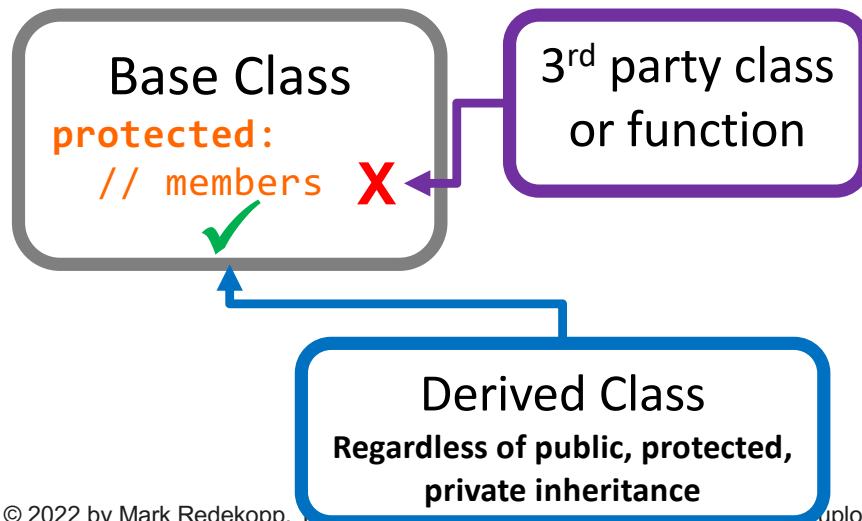 Base Class
protected:
// members X
3rd party class
or function
Derived Class
Regardless of public, protected,
private inheritance
© 2022 by Mark Redekopp.